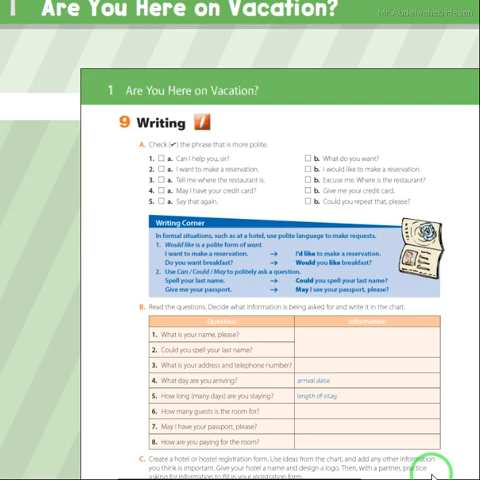 1 Are You Here on Vacation?
Mr. Abdelwaheb Hasen
1 Are You Here on Vacation?
9 Writing
A. Check (✔) the phrase that is more polite.
1. a. Can I help you, sir? b. What do you want?
2. a. I want to make a reservation. b. I would like to make a reservation.
3. a. Tell me where the restaurant is. b. Excuse me. Where is the restaurant?
4. a. May I have your credit card? b. Give me your credit card.
5. a. Say that again. b. Could you repeat that, please?
Writing Corner
In formal situations, such as at a hotel, use polite language to make requests.
1. Would like is a polite form of want.
I want to make a reservation. → I'd like to make a reservation.
Do you want breakfast? → Would you like breakfast?
2. Use Can / Could / May to politely ask a question.
Spell your last name. → Could you spell your last name?
Give me your passport. → May I see your passport, please?
B. Read the questions. Decide what information is being asked for and write it in the chart.
Question Information
1. What is your name, please?
2. Could you spell your last name?
3. What is your address and telephone number?
4. What day are you arriving? arrival date
5. How long (many days) are you staying? length of stay
6. How many guests is the room for?
7. May I have your passport, please?
8. How are you paying for the room?
C. Create a hotel or hostel registration form. Use ideas from the chart, and add any other information
you think is important. Give your hotel a name and design a logo. Then, with a partner, practice
asking for information to fill in your registration form.